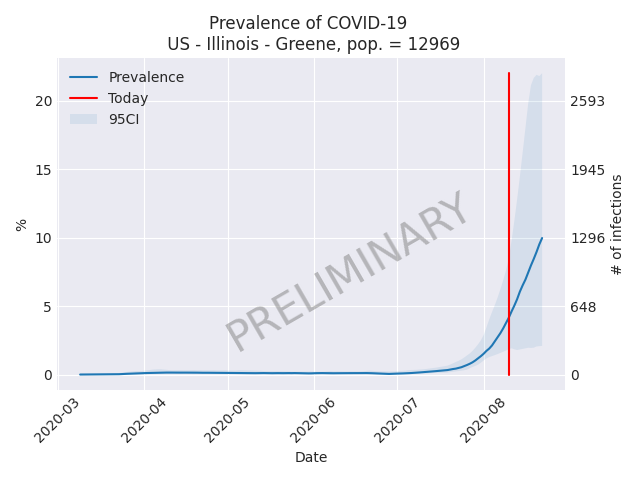 Prevalence of COVID-19
US - Illinois - Greene, pop. = 12969
Prevalence
Today
95CI
20
15
10
5
0
%
2593
1945
1296
648
0
# of infections
PRELIMINARY
2020-03
2020-04
2020-05
2020-06
2020-07
2020-08
Date